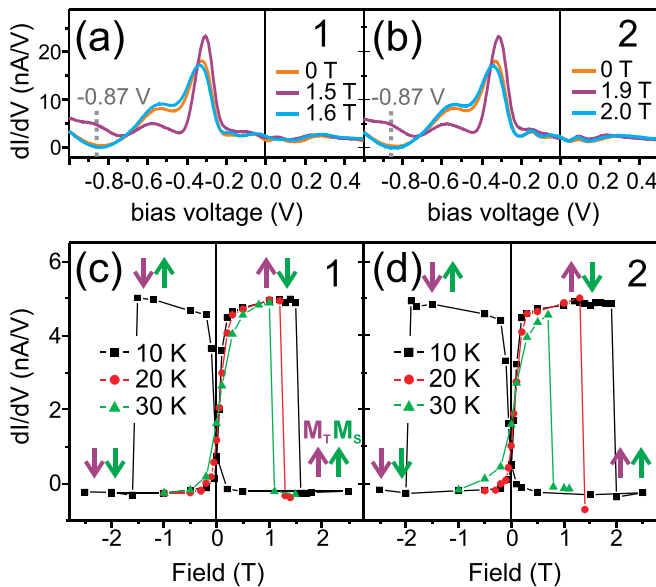 (a)
1
0 T
1.5 T
1.6 T
-0.87 V
(b)
2
0 T
1.9 T
2.0 T
-0.87 V
dI/dV (nA/V)
20
10
0
-0.8 -0.6 -0.4 -0.2 0.0 0.2 0.4
-0.8 -0.6 -0.4 -0.2 0.0 0.2 0.4
bias voltage (V)
bias voltage (V)
(c)
1
10 K
20 K
30 K
M_T M_S
(d)
2
10 K
20 K
30 K
dI/dV (nA/V)
6
4
2
0
-2 -1 0 1 2
-2 -1 0 1 2
Field (T)
Field (T)